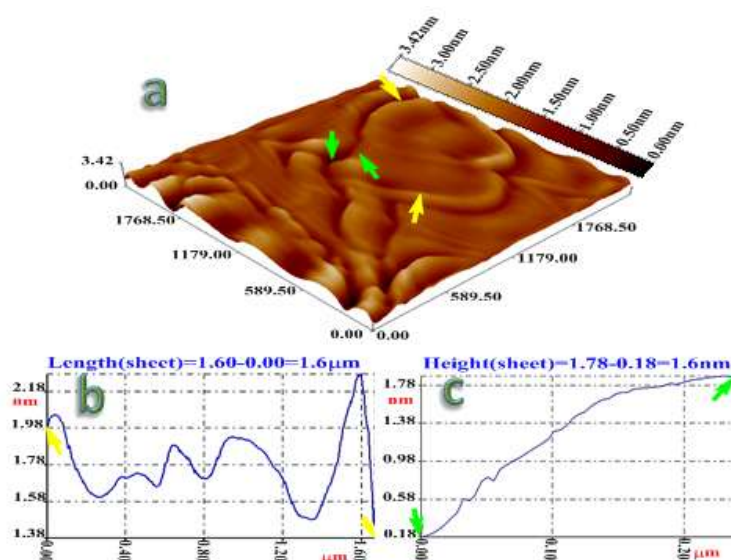 a
3.42nm
3.00nm
2.50nm
2.00nm
1.50nm
1.00nm
0.50nm
0.00nm
3.42
0.00
1768.50
1179.00
589.50
0.00
0.00
589.50
1179.00
1768.50
Length(sheet)=1.60-0.00=1.6μm
b
2.18
nm
1.98
1.78
1.58
1.38
0.00
0.40
0.80
1.20
1.60
μm
Height(sheet)=1.78-0.18=1.6nm
c
1.78
nm
1.38
0.98
0.58
0.18
0.00
0.10
0.20
μm